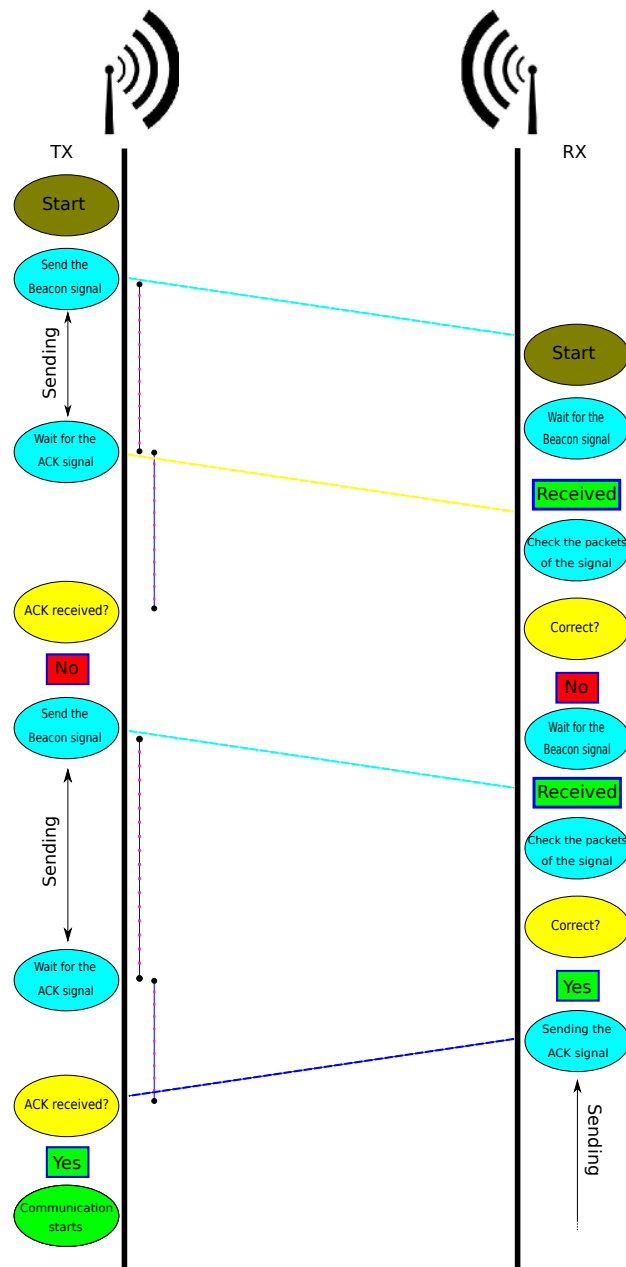 TX
Start
Send the
Beacon signal
Sending
Wait for the
ACK signal
ACK received?
No
Send the
Beacon signal
Sending
Wait for the
ACK signal
ACK received?
Yes
Communication
starts
RX
Start
Wait for the
Beacon signal
Received
Check the packets
of the signal
Correct?
No
Wait for the
Beacon signal
Received
Check the packets
of the signal
Correct?
Yes
Sending the
ACK signal
Sending